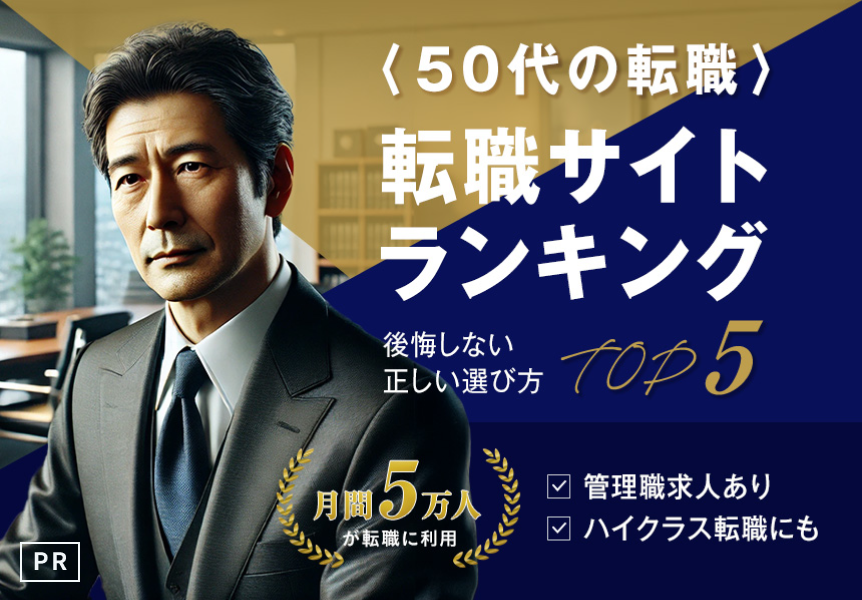 〈50代の転職〉
転職サイト
ランキング
後悔しない
正しい選び方
TOP5
月間5万人
が転職に利用
管理職求人あり
ハイクラス転職にも
PR